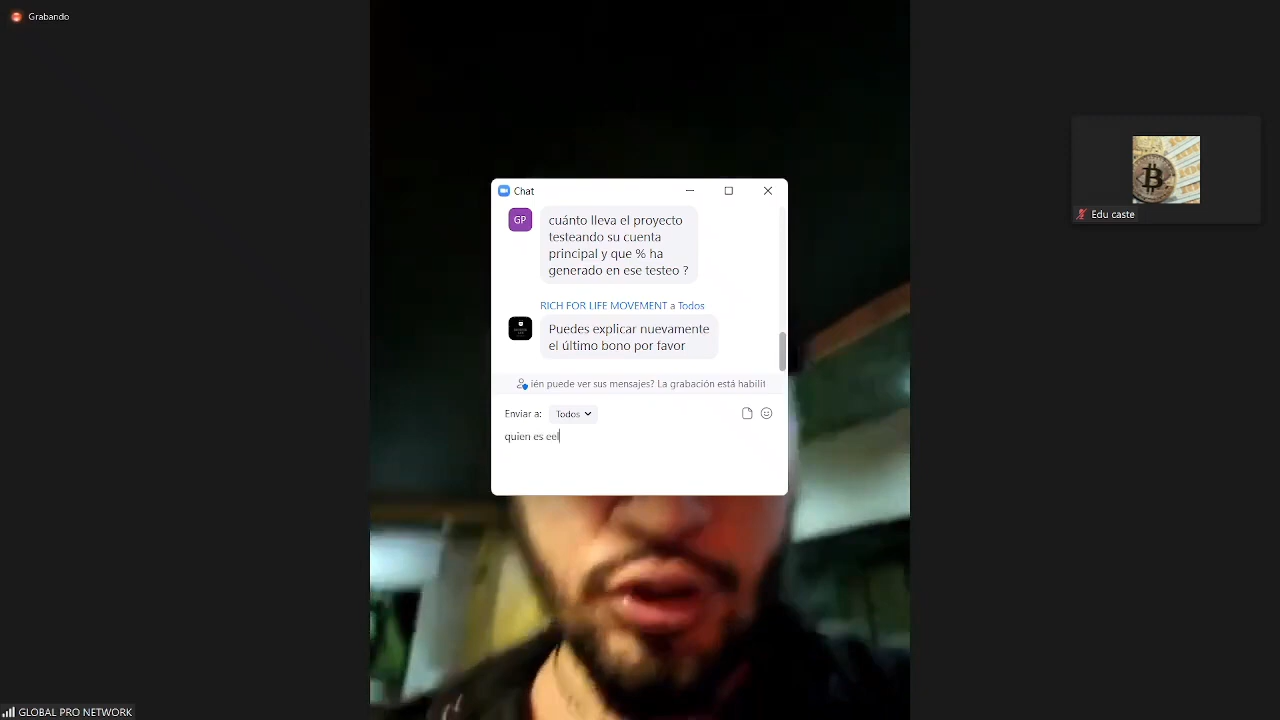 Grabando
Chat
GP
cuánto lleva el proyecto
testeando su cuenta
principal y que % ha
generado en ese testeo ?
RICH FOR LIFE MOVEMENT a Todos
Puedes explicar nuevamente
el último bono por favor
ién puede ver sus mensajes? La grabación está habilit
Enviar a: Todos
quien es eel
Edu caste
GLOBAL PRO NETWORK